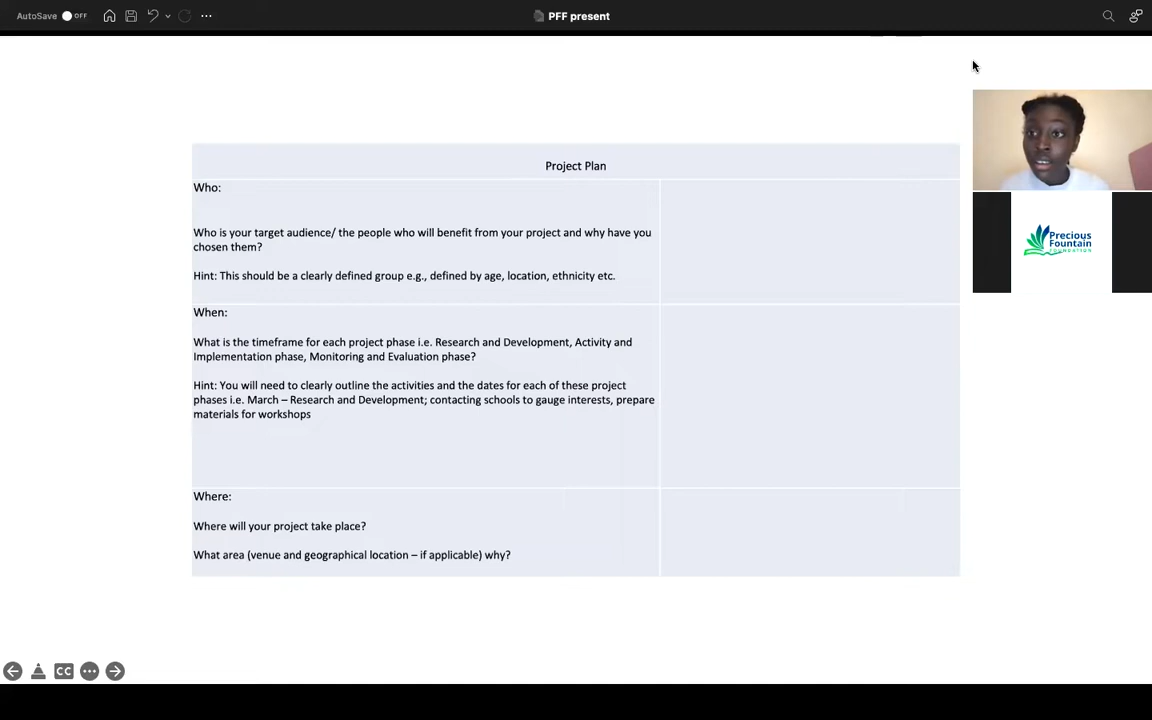 AutoSave OFF
PFF present
Project Plan
Who:
Who is your target audience/ the people who will benefit from your project and why have you
chosen them?
Hint: This should be a clearly defined group e.g., defined by age, location, ethnicity etc.
When:
What is the timeframe for each project phase i.e. Research and Development, Activity and
Implementation phase, Monitoring and Evaluation phase?
Hint: You will need to clearly outline the activities and the dates for each of these project
phases i.e. March – Research and Development; contacting schools to gauge interests, prepare
materials for workshops
Where:
Where will your project take place?
What area (venue and geographical location – if applicable) why?
Precious
Fountain
FOUNDATION
CC